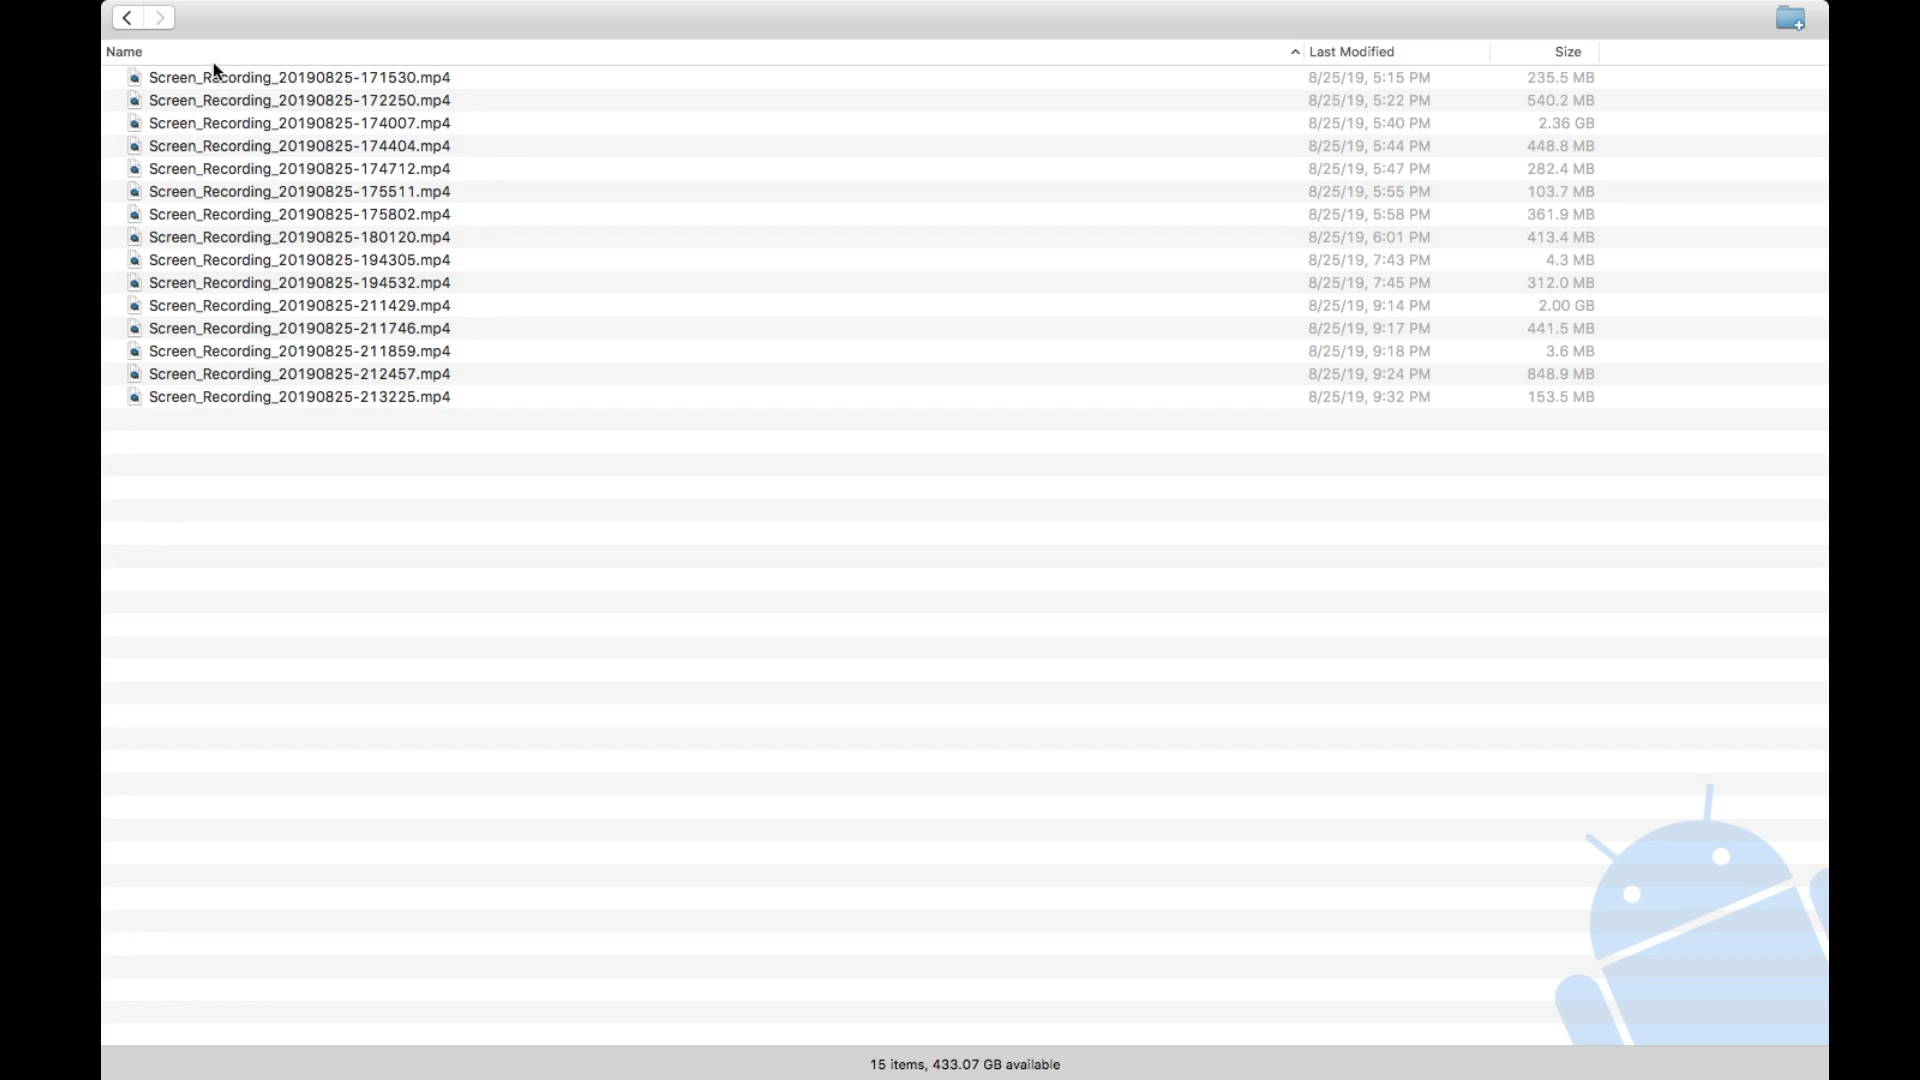 Name Last Modified Size
Screen_Recording_20190825-171530.mp4 8/25/19, 5:15 PM 235.5 MB
Screen_Recording_20190825-172250.mp4 8/25/19, 5:22 PM 540.2 MB
Screen_Recording_20190825-174007.mp4 8/25/19, 5:40 PM 2.36 GB
Screen_Recording_20190825-174404.mp4 8/25/19, 5:44 PM 448.8 MB
Screen_Recording_20190825-174712.mp4 8/25/19, 5:47 PM 282.4 MB
Screen_Recording_20190825-175511.mp4 8/25/19, 5:55 PM 103.7 MB
Screen_Recording_20190825-175802.mp4 8/25/19, 5:58 PM 361.9 MB
Screen_Recording_20190825-180120.mp4 8/25/19, 6:01 PM 413.4 MB
Screen_Recording_20190825-194305.mp4 8/25/19, 7:43 PM 4.3 MB
Screen_Recording_20190825-194532.mp4 8/25/19, 7:45 PM 312.0 MB
Screen_Recording_20190825-211429.mp4 8/25/19, 9:14 PM 2.00 GB
Screen_Recording_20190825-211746.mp4 8/25/19, 9:17 PM 441.5 MB
Screen_Recording_20190825-211859.mp4 8/25/19, 9:18 PM 3.6 MB
Screen_Recording_20190825-212457.mp4 8/25/19, 9:24 PM 848.9 MB
Screen_Recording_20190825-213225.mp4 8/25/19, 9:32 PM 153.5 MB
15 items, 433.07 GB available